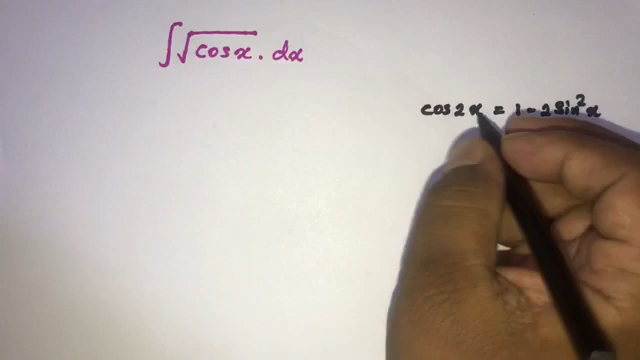 ∫√cosx . dx
cos2x = 1 - 2Sin²x